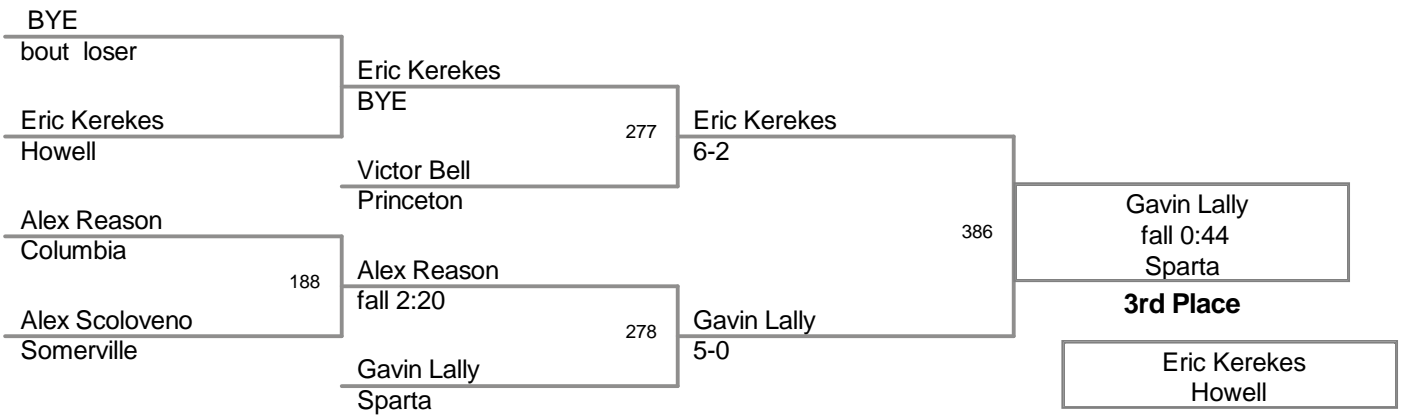 BYE
bout loser
Eric Kerekes
BYE
Eric Kerekes
Howell
277
Eric Kerekes
6-2
Victor Bell
Princeton
Alex Reason
Columbia
386
Gavin Lally
fall 0:44
Sparta
188
Alex Reason
fall 2:20
3rd Place
Alex Scoloveno
Somerville
278
Gavin Lally
5-0
Gavin Lally
Sparta
Eric Kerekes
Howell